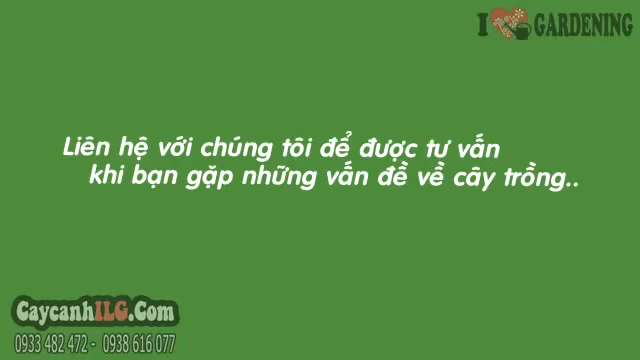 I GARDENING
Liên hệ với chúng tôi để được tư vấn
khi bạn gặp những vấn đề về cây trồng..
CaycanhILG.Com
0933 482 472 - 0938 616 077